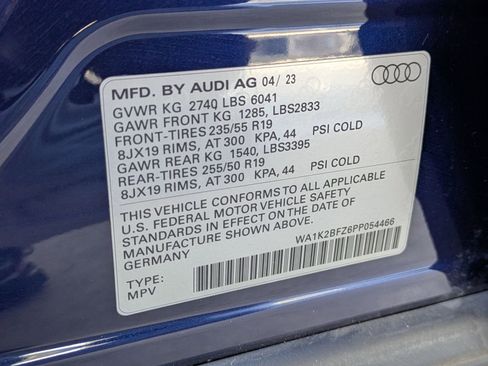 MFD. BY AUDI AG 04/ 23
GVWR KG 2740 LBS 6041
GAWR FRONT KG 1285, LBS2833
FRONT-TIRES 235/55 R19
8JX19 RIMS, AT 300 KPA, 44 PSI COLD
GAWR REAR KG 1540, LBS3395
REAR-TIRES 255/50 R19
8JX19 RIMS, AT 300 KPA, 44 PSI COLD
THIS VEHICLE CONFORMS TO ALL APPLICABLE
U.S. FEDERAL MOTOR VEHICLE SAFETY
STANDARDS IN EFFECT ON THE DATE OF
MANUFACTURE SHOWN ABOVE.
GERMANY
WA1K2BFZ6PP054466
TYPE:
MPV